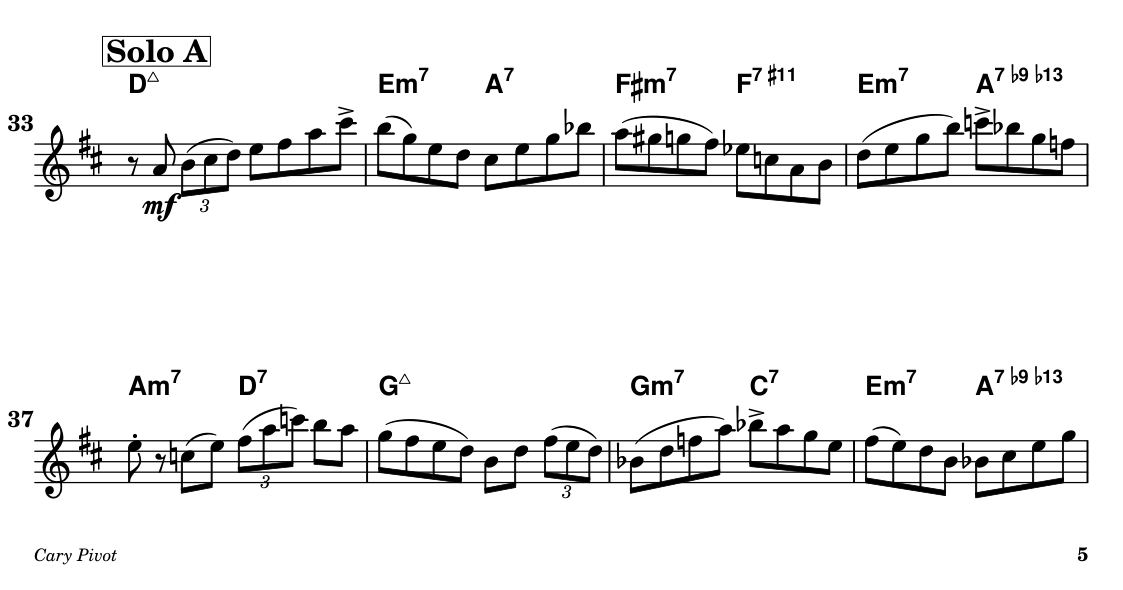 Solo A
D△ Em7 A7 F♯m7 F7 ♯11 Em7 A7 ♭9 ♭13
33
mf 3
Am7 D7 G△ Gm7 C7 Em7 A7 ♭9 ♭13
37
3 3
Cary Pivot 5